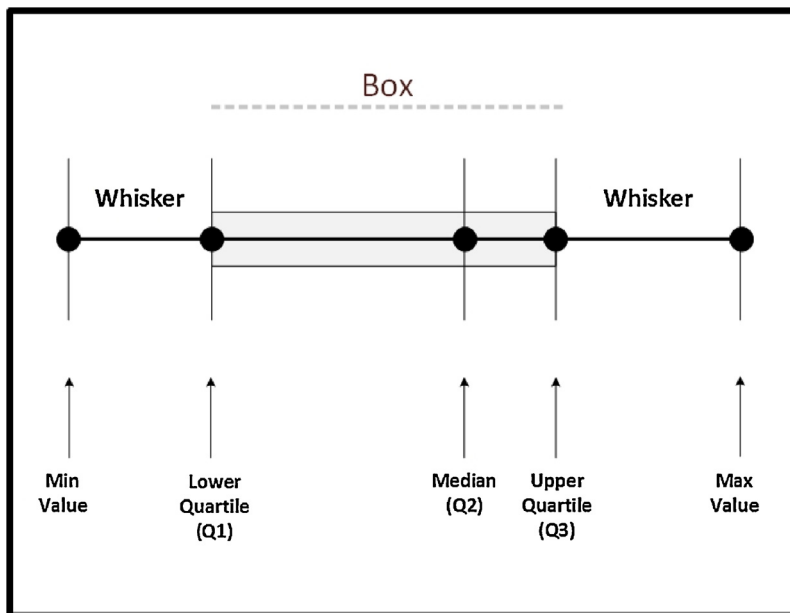 Box
Whisker
Whisker
Min
Value
Lower
Quartile
(Q1)
Median
(Q2)
Upper
Quartile
(Q3)
Max
Value